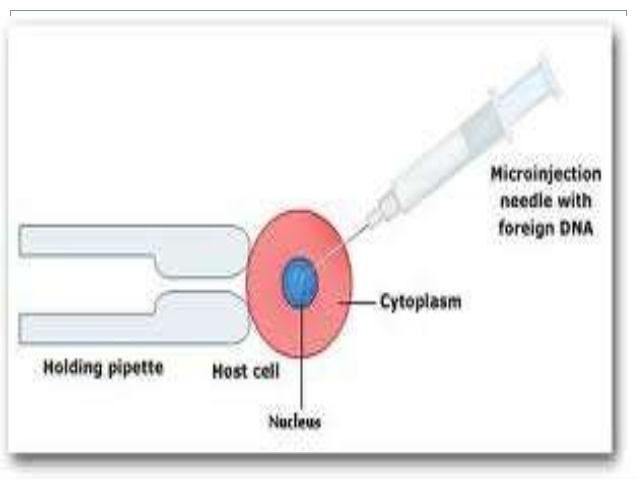 Microinjection
needle with
foreign DNA
Cytoplasm
Holding pipette
Host cell
Nucleus